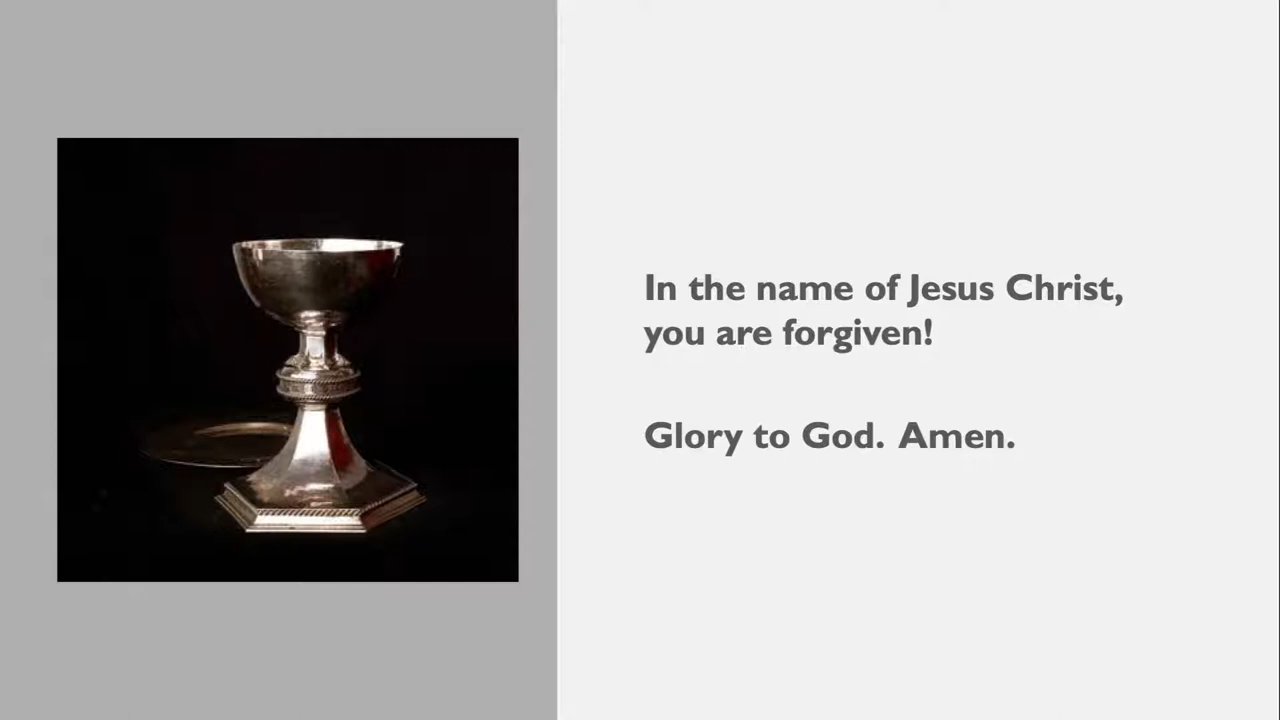 In the name of Jesus Christ,
you are forgiven!
Glory to God. Amen.